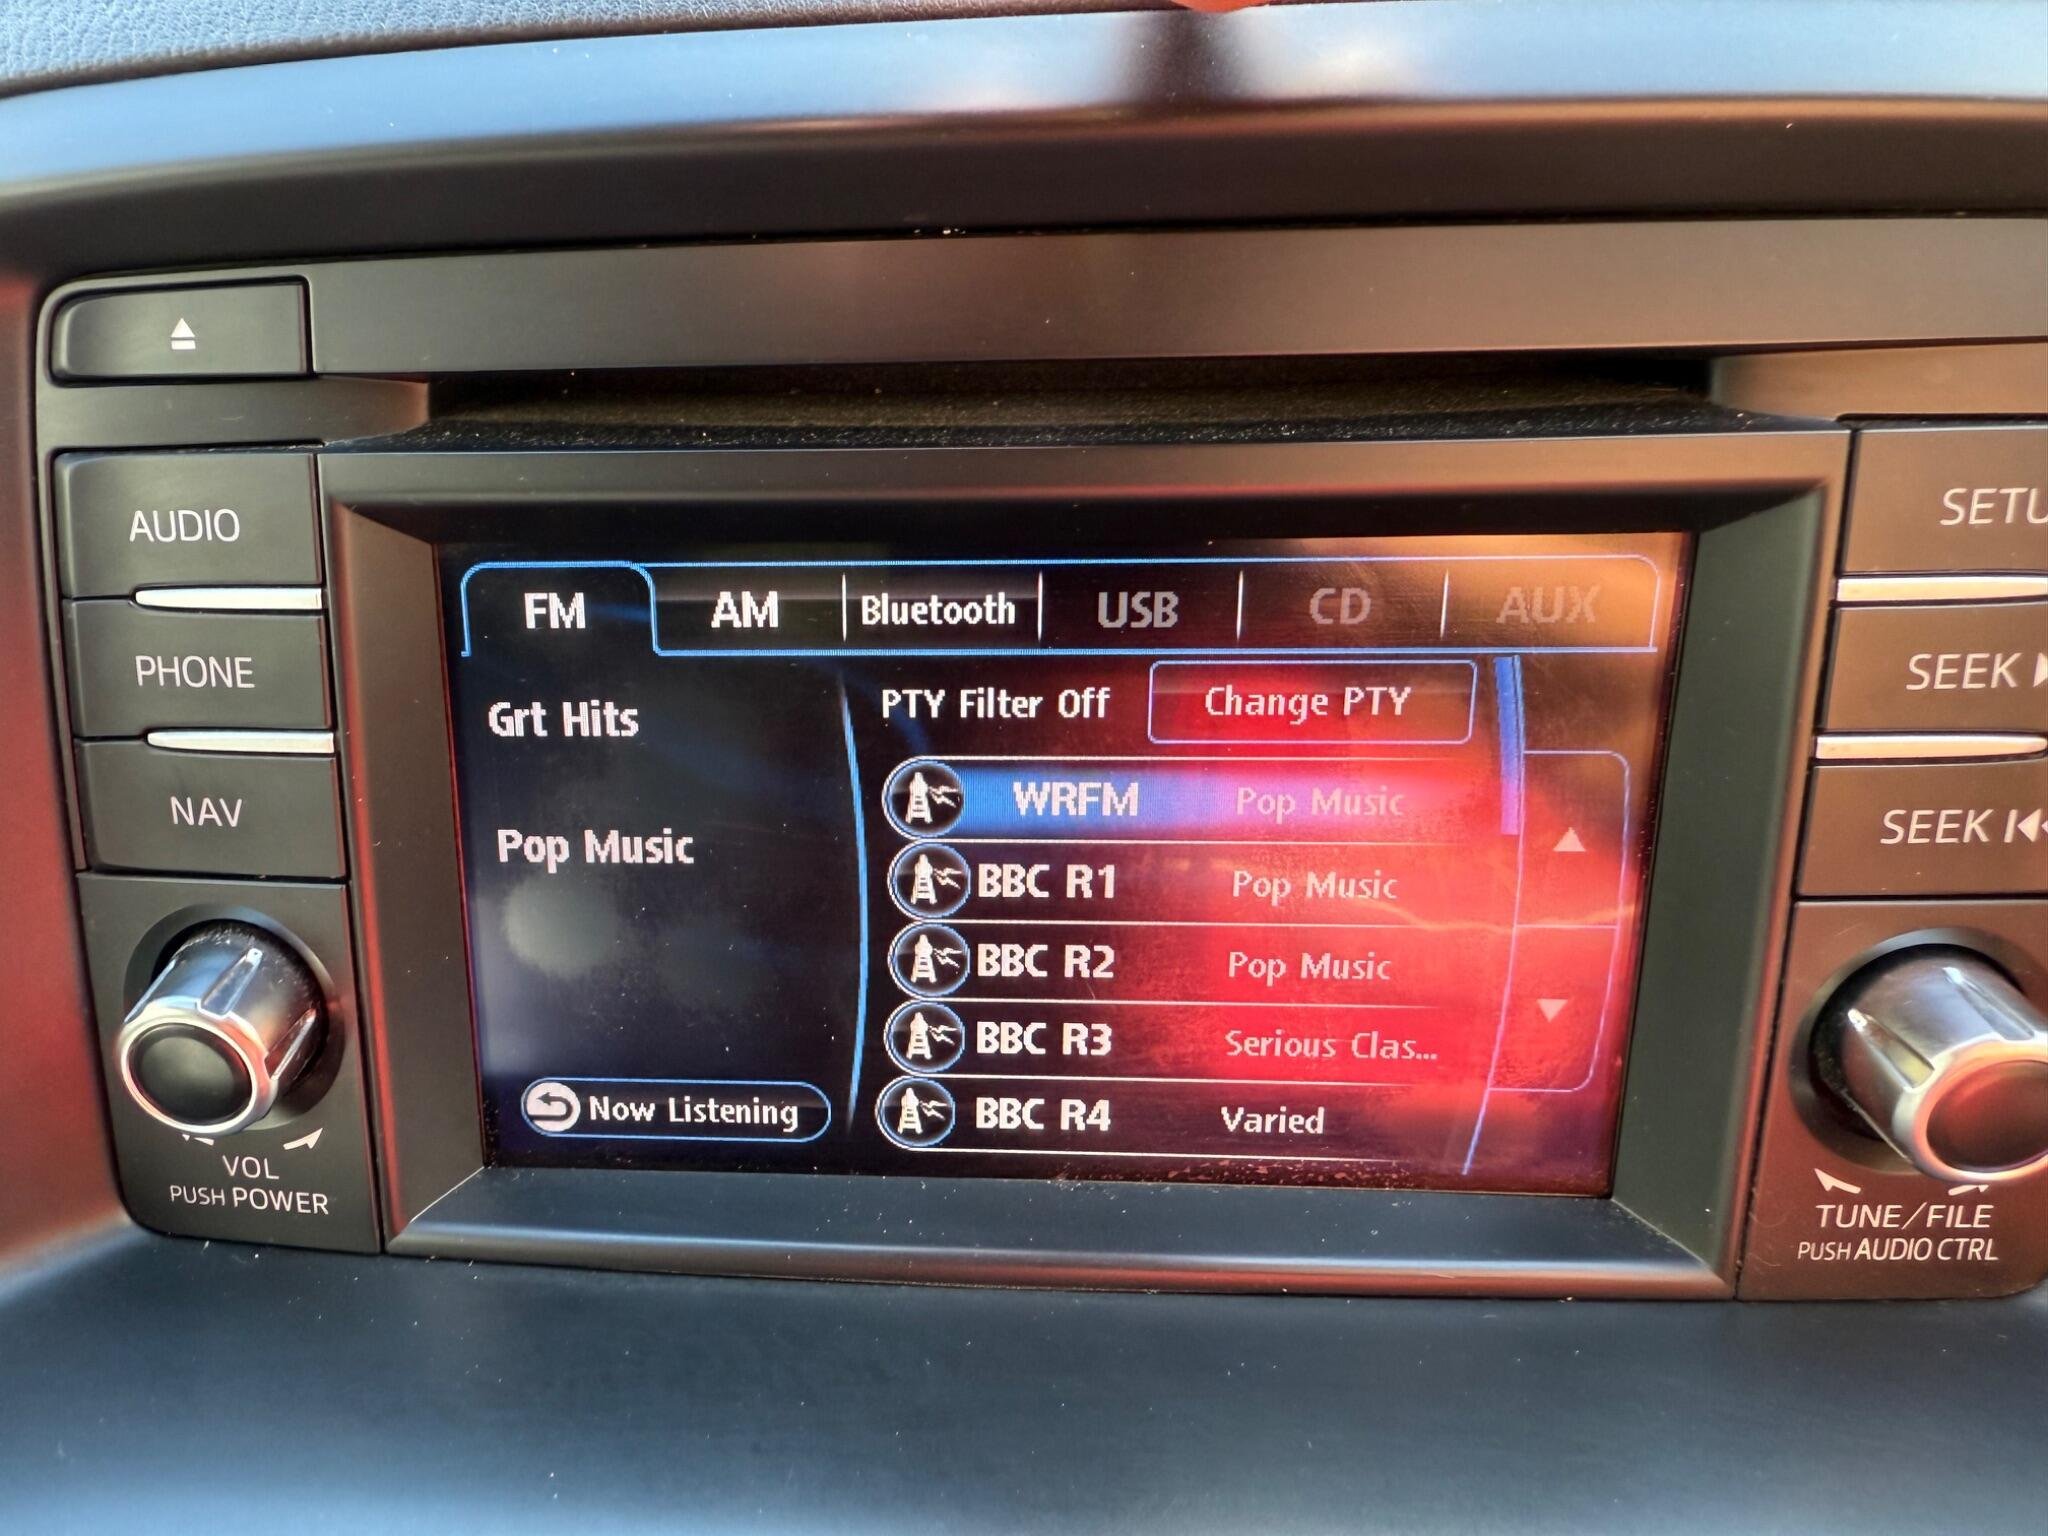 AUDIO
PHONE
NAV
VOL
PUSH POWER
FM AM Bluetooth USB CD AUX
Grt Hits
Pop Music
Now Listening
PTY Filter Off Change PTY
WRFM Pop Music
BBC R1 Pop Music
BBC R2 Pop Music
BBC R3 Serious Clas...
BBC R4 Varied
SETU
SEEK
SEEK
TUNE/FILE
PUSH AUDIO CTRL